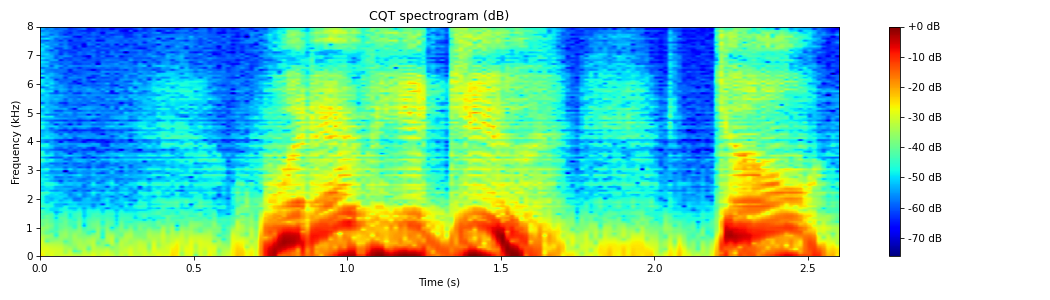 CQT spectrogram (dB)
8
7
6
5
4
3
2
1
0
Frequency (kHz)
0.0
0.5
1.0
1.5
2.0
2.5
Time (s)
+0 dB
-10 dB
-20 dB
-30 dB
-40 dB
-50 dB
-60 dB
-70 dB